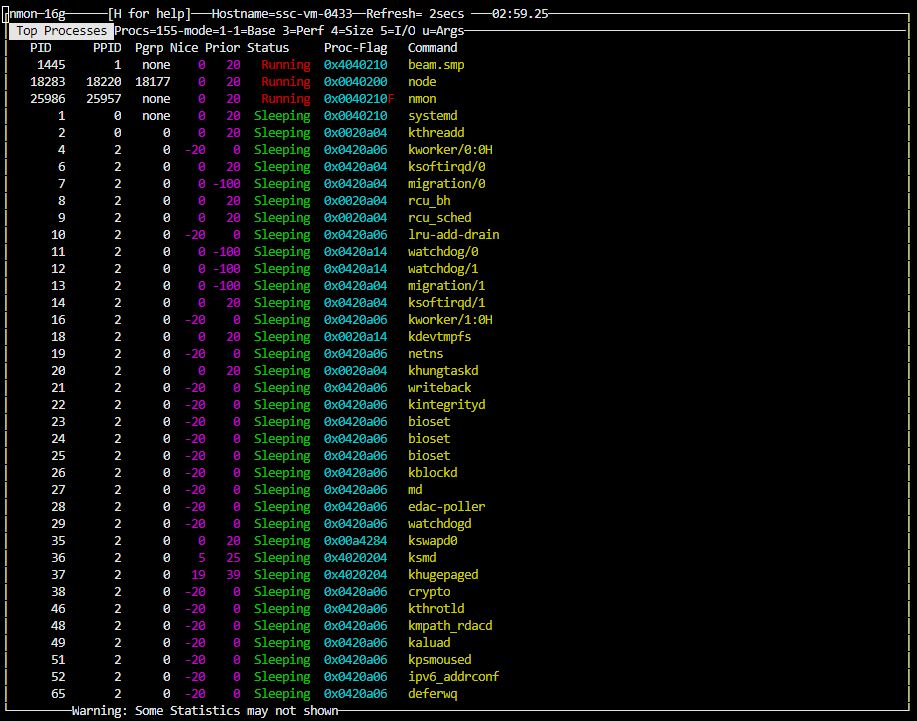 nmon-16g [H for help] Hostname=ssc-vm-0433 Refresh= 2secs 02:59.25
Top Processes Procs=155-mode=1-1=Base 3=Perf 4=Size 5=I/O u=Args
PID PPID Pgrp Nice Prior Status Proc-Flag Command
1445 1 none 0 20 Running 0x4040210 beam.smp
18283 18220 18177 0 20 Running 0x0040200 node
25986 25957 none 0 20 Running 0x0040210F nmon
1 0 none 0 20 Sleeping 0x0040210 systemd
2 0 0 0 20 Sleeping 0x0020a04 kthreadd
4 2 0 -20 0 Sleeping 0x0420a06 kworker/0:0H
6 2 0 0 20 Sleeping 0x0420a04 ksoftirqd/0
7 2 0 0 -100 Sleeping 0x0420a04 migration/0
8 2 0 0 20 Sleeping 0x0020a04 rcu_bh
9 2 0 0 20 Sleeping 0x0020a04 rcu_sched
10 2 0 -20 0 Sleeping 0x0420a06 lru-add-drain
11 2 0 0 -100 Sleeping 0x0420a14 watchdog/0
12 2 0 0 -100 Sleeping 0x0420a14 watchdog/1
13 2 0 0 -100 Sleeping 0x0420a04 migration/1
14 2 0 0 20 Sleeping 0x0420a04 ksoftirqd/1
16 2 0 -20 0 Sleeping 0x0420a06 kworker/1:0H
18 2 0 0 20 Sleeping 0x0020a14 kdevtmpfs
19 2 0 -20 0 Sleeping 0x0420a06 netns
20 2 0 0 20 Sleeping 0x0020a04 khungtaskd
21 2 0 -20 0 Sleeping 0x0420a06 writeback
22 2 0 -20 0 Sleeping 0x0420a06 kintegrityd
23 2 0 -20 0 Sleeping 0x0420a06 bioset
24 2 0 -20 0 Sleeping 0x0420a06 bioset
25 2 0 -20 0 Sleeping 0x0420a06 bioset
26 2 0 -20 0 Sleeping 0x0420a06 kblockd
27 2 0 -20 0 Sleeping 0x0420a06 md
28 2 0 -20 0 Sleeping 0x0420a06 edac-poller
29 2 0 -20 0 Sleeping 0x0420a06 watchdogd
35 2 0 0 20 Sleeping 0x00a4284 kswapd0
36 2 0 5 25 Sleeping 0x4020204 ksmd
37 2 0 19 39 Sleeping 0x4020204 khugepaged
38 2 0 -20 0 Sleeping 0x0420a06 crypto
46 2 0 -20 0 Sleeping 0x0420a06 kthrotld
48 2 0 -20 0 Sleeping 0x0420a06 kmpath_rdacd
49 2 0 -20 0 Sleeping 0x0420a06 kaluad
51 2 0 -20 0 Sleeping 0x0420a06 kpsmoused
52 2 0 -20 0 Sleeping 0x0420a06 ipv6_addrconf
65 2 0 -20 0 Sleeping 0x0420a06 deferwq
Warning: Some Statistics may not shown